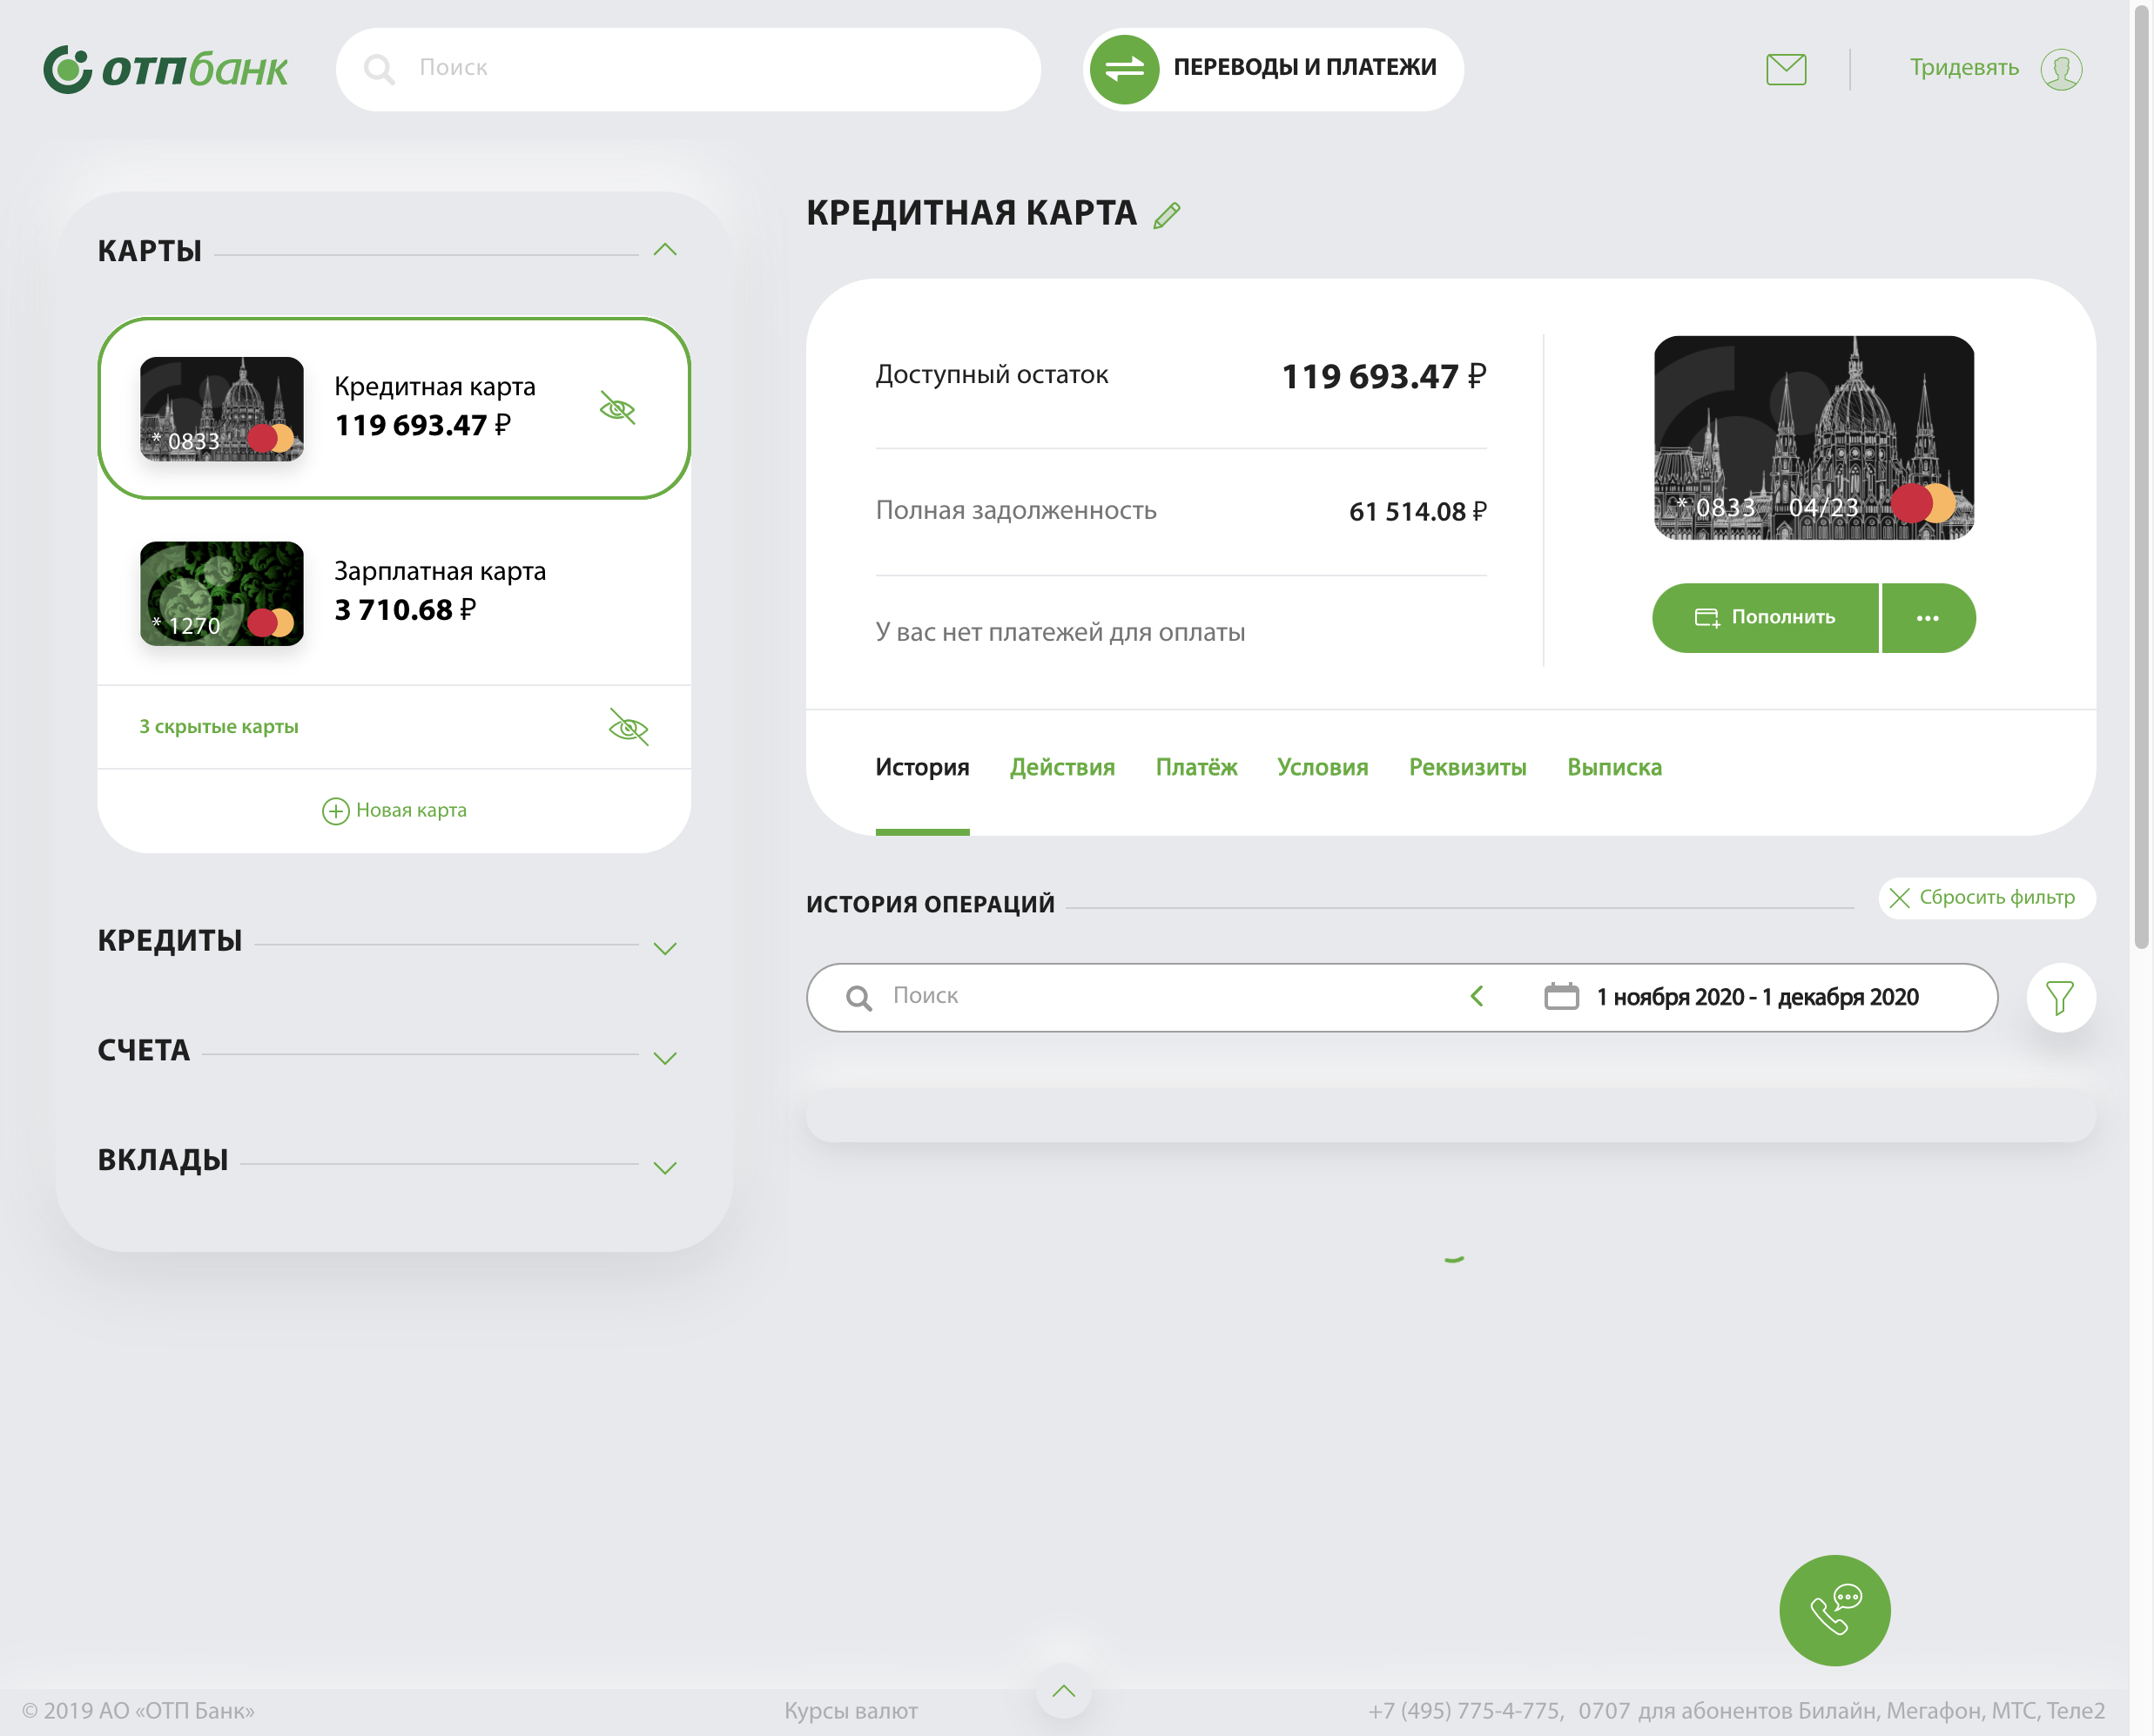 ОТПбанк
Поиск
ПЕРЕВОДЫ И ПЛАТЕЖИ
Тридевять
КАРТЫ
Кредитная карта
119 693.47 ₽
* 0833
Зарплатная карта
3 710.68 ₽
* 1270
3 скрытые карты
Новая карта
КРЕДИТЫ
СЧЕТА
ВКЛАДЫ
КРЕДИТНАЯ КАРТА
Доступный остаток 119 693.47 ₽
Полная задолженность 61 514.08 ₽
У вас нет платежей для оплаты
* 0833 04/23
Пополнить
История Действия Платёж Условия Реквизиты Выписка
ИСТОРИЯ ОПЕРАЦИЙ
Сбросить фильтр
Поиск
1 ноября 2020 - 1 декабря 2020
© 2019 АО «ОТП Банк» Курсы валют +7 (495) 775-4-775, 0707 для абонентов Билайн, Мегафон, МТС, Теле2